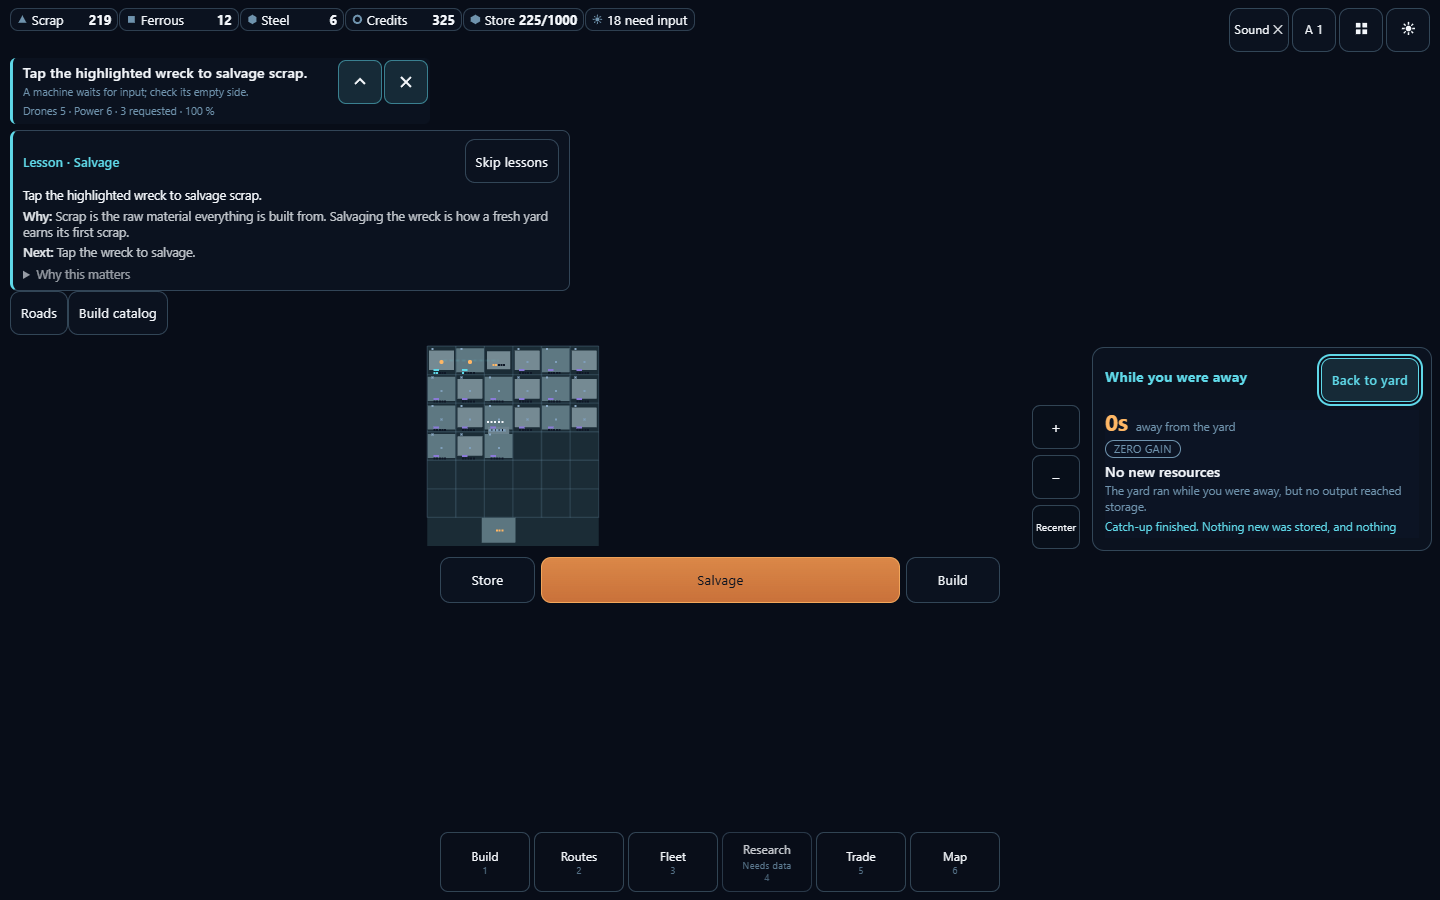 Scrap 219
Ferrous 12
Steel 6
Credits 325
Store 225/1000
18 need input
Sound
A 1
Tap the highlighted wreck to salvage scrap.
A machine waits for input; check its empty side.
Drones 5 · Power 6 · 3 requested · 100 %
Lesson · Salvage
Skip lessons
Tap the highlighted wreck to salvage scrap.
Why: Scrap is the raw material everything is built from. Salvaging the wreck is how a fresh yard
earns its first scrap.
Next: Tap the wreck to salvage.
Why this matters
Roads
Build catalog
While you were away
Back to yard
0s away from the yard
ZERO GAIN
No new resources
The yard ran while you were away, but no output reached
storage.
Catch-up finished. Nothing new was stored, and nothing
+
−
Recenter
Store
Salvage
Build
Build
1
Routes
2
Fleet
3
Research
Needs data
4
Trade
5
Map
6